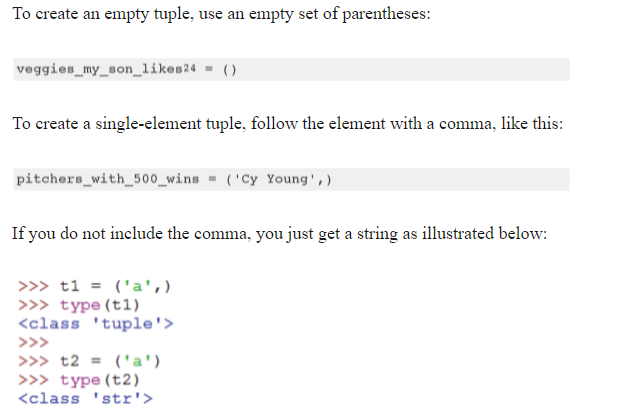 To create an empty tuple, use an empty set of parentheses:
veggies_my_son_likes24 = ()
To create a single-element tuple, follow the element with a comma, like this:
pitchers_with_500_wins = ('Cy Young',)
If you do not include the comma, you just get a string as illustrated below:
>>> t1 = ('a',)
>>> type(t1)
<class 'tuple'>
>>>
>>> t2 = ('a')
>>> type(t2)
<class 'str'>